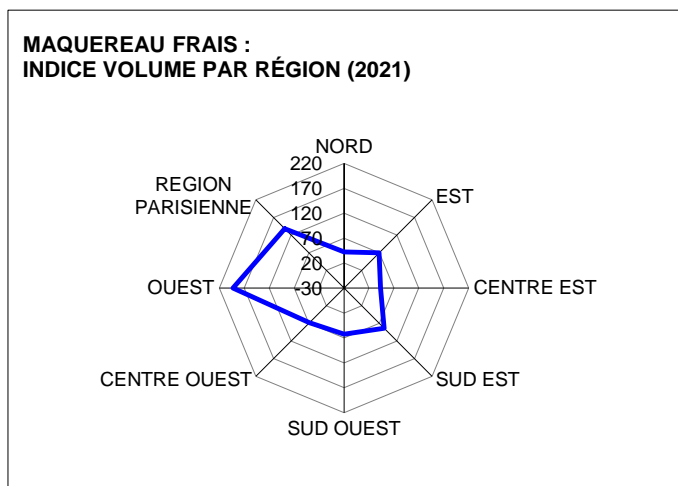 MAQUEREAU FRAIS :
INDICE VOLUME PAR RÉGION (2021)
NORD
220
170
120
70
20
-30
EST
CENTRE EST
SUD EST
SUD OUEST
CENTRE OUEST
OUEST
REGION
PARISIENNE